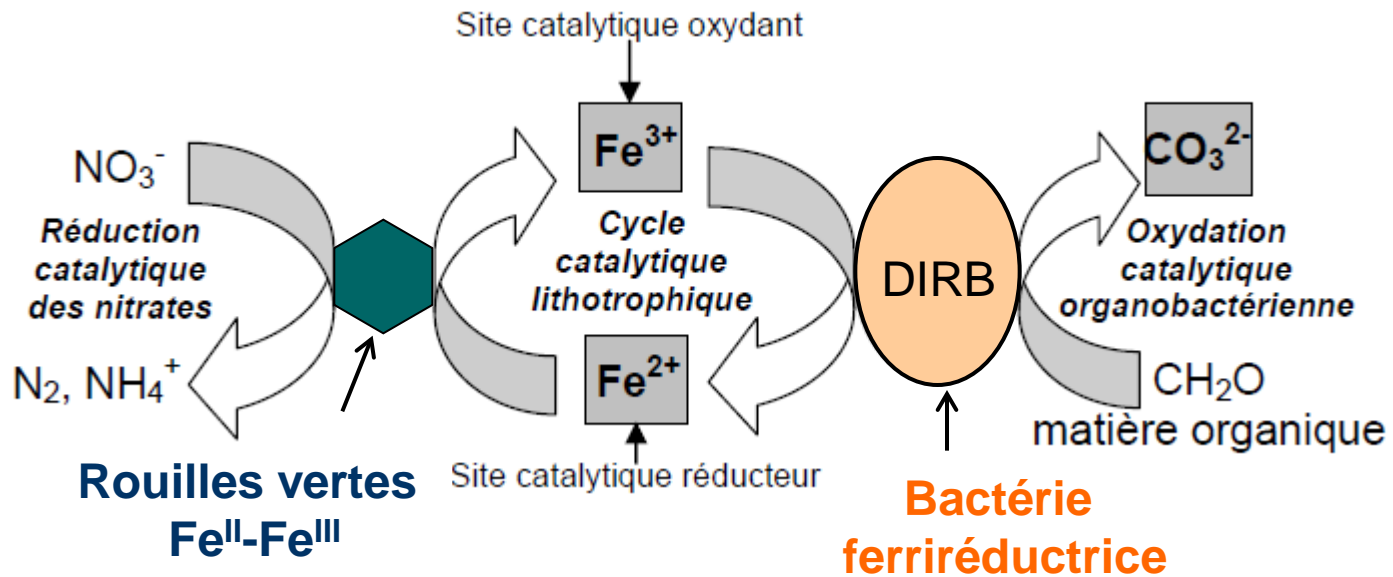 Site catalytique oxydant
NO₃⁻
Réduction
catalytique
des nitrates
N₂, NH₄⁺
Rouilles vertes
Feᴵᴵ-Feᴵᴵᴵ
Fe³⁺
Cycle
catalytique
lithotrophique
Fe²⁺
Site catalytique réducteur
DIRB
Bactérie
ferriréductrice
CO₃²⁻
Oxydation
catalytique
organobactérienne
CH₂O
matière organique